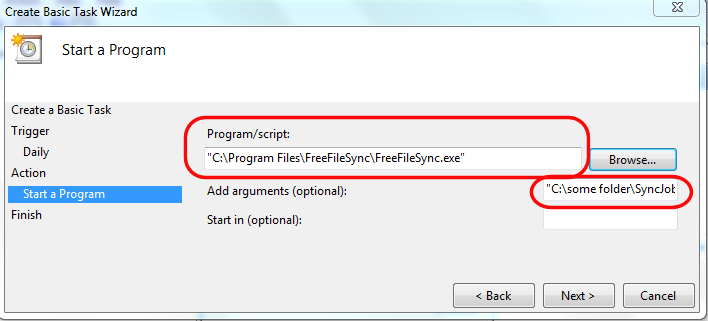 Create Basic Task Wizard
Start a Program
Create a Basic Task
Trigger
Daily
Action
Start a Program
Finish
Program/script:
"C:\Program Files\FreeFileSync\FreeFileSync.exe"
Browse...
Add arguments (optional):
"C:\some folder\SyncJob
Start in (optional):
< Back
Next >
Cancel